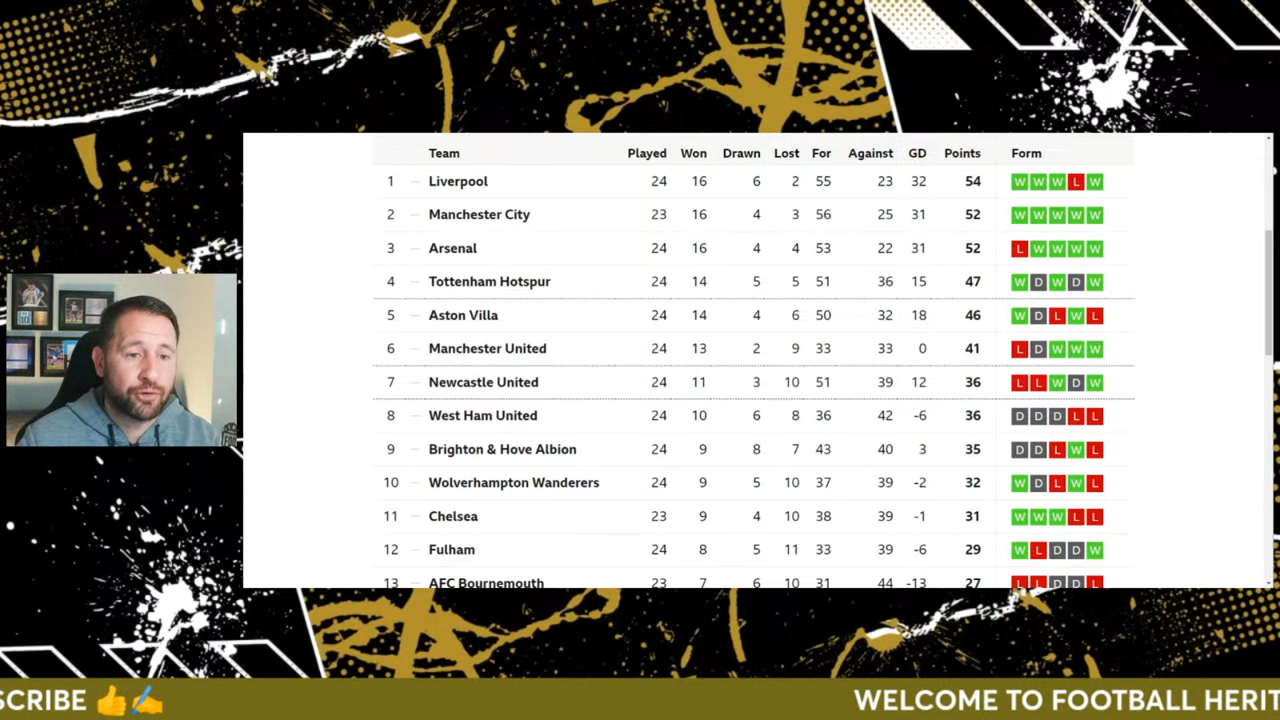 Team Played Won Drawn Lost For Against GD Points Form
1 Liverpool 24 16 6 2 55 23 32 54 W W W L W
2 Manchester City 23 16 4 3 56 25 31 52 W W W W W
3 Arsenal 24 16 4 4 53 22 31 52 L W W W W
4 Tottenham Hotspur 24 14 5 5 51 36 15 47 W D W D W
5 Aston Villa 24 14 4 6 50 32 18 46 W D L W L
6 Manchester United 24 13 2 9 33 33 0 41 L D W W W
7 Newcastle United 24 11 3 10 51 39 12 36 L L W D W
8 West Ham United 24 10 6 8 36 42 -6 36 D D D L L
9 Brighton & Hove Albion 24 9 8 7 43 40 3 35 D D L W L
10 Wolverhampton Wanderers 24 9 5 10 37 39 -2 32 W D L W L
11 Chelsea 23 9 4 10 38 39 -1 31 W W W L L
12 Fulham 24 8 5 11 33 39 -6 29 W L D D W
13 AFC Bournemouth 23 7 6 10 31 44 -13 27 L L D D L
SCRIBE 👍✍ WELCOME TO FOOTBALL HERIT